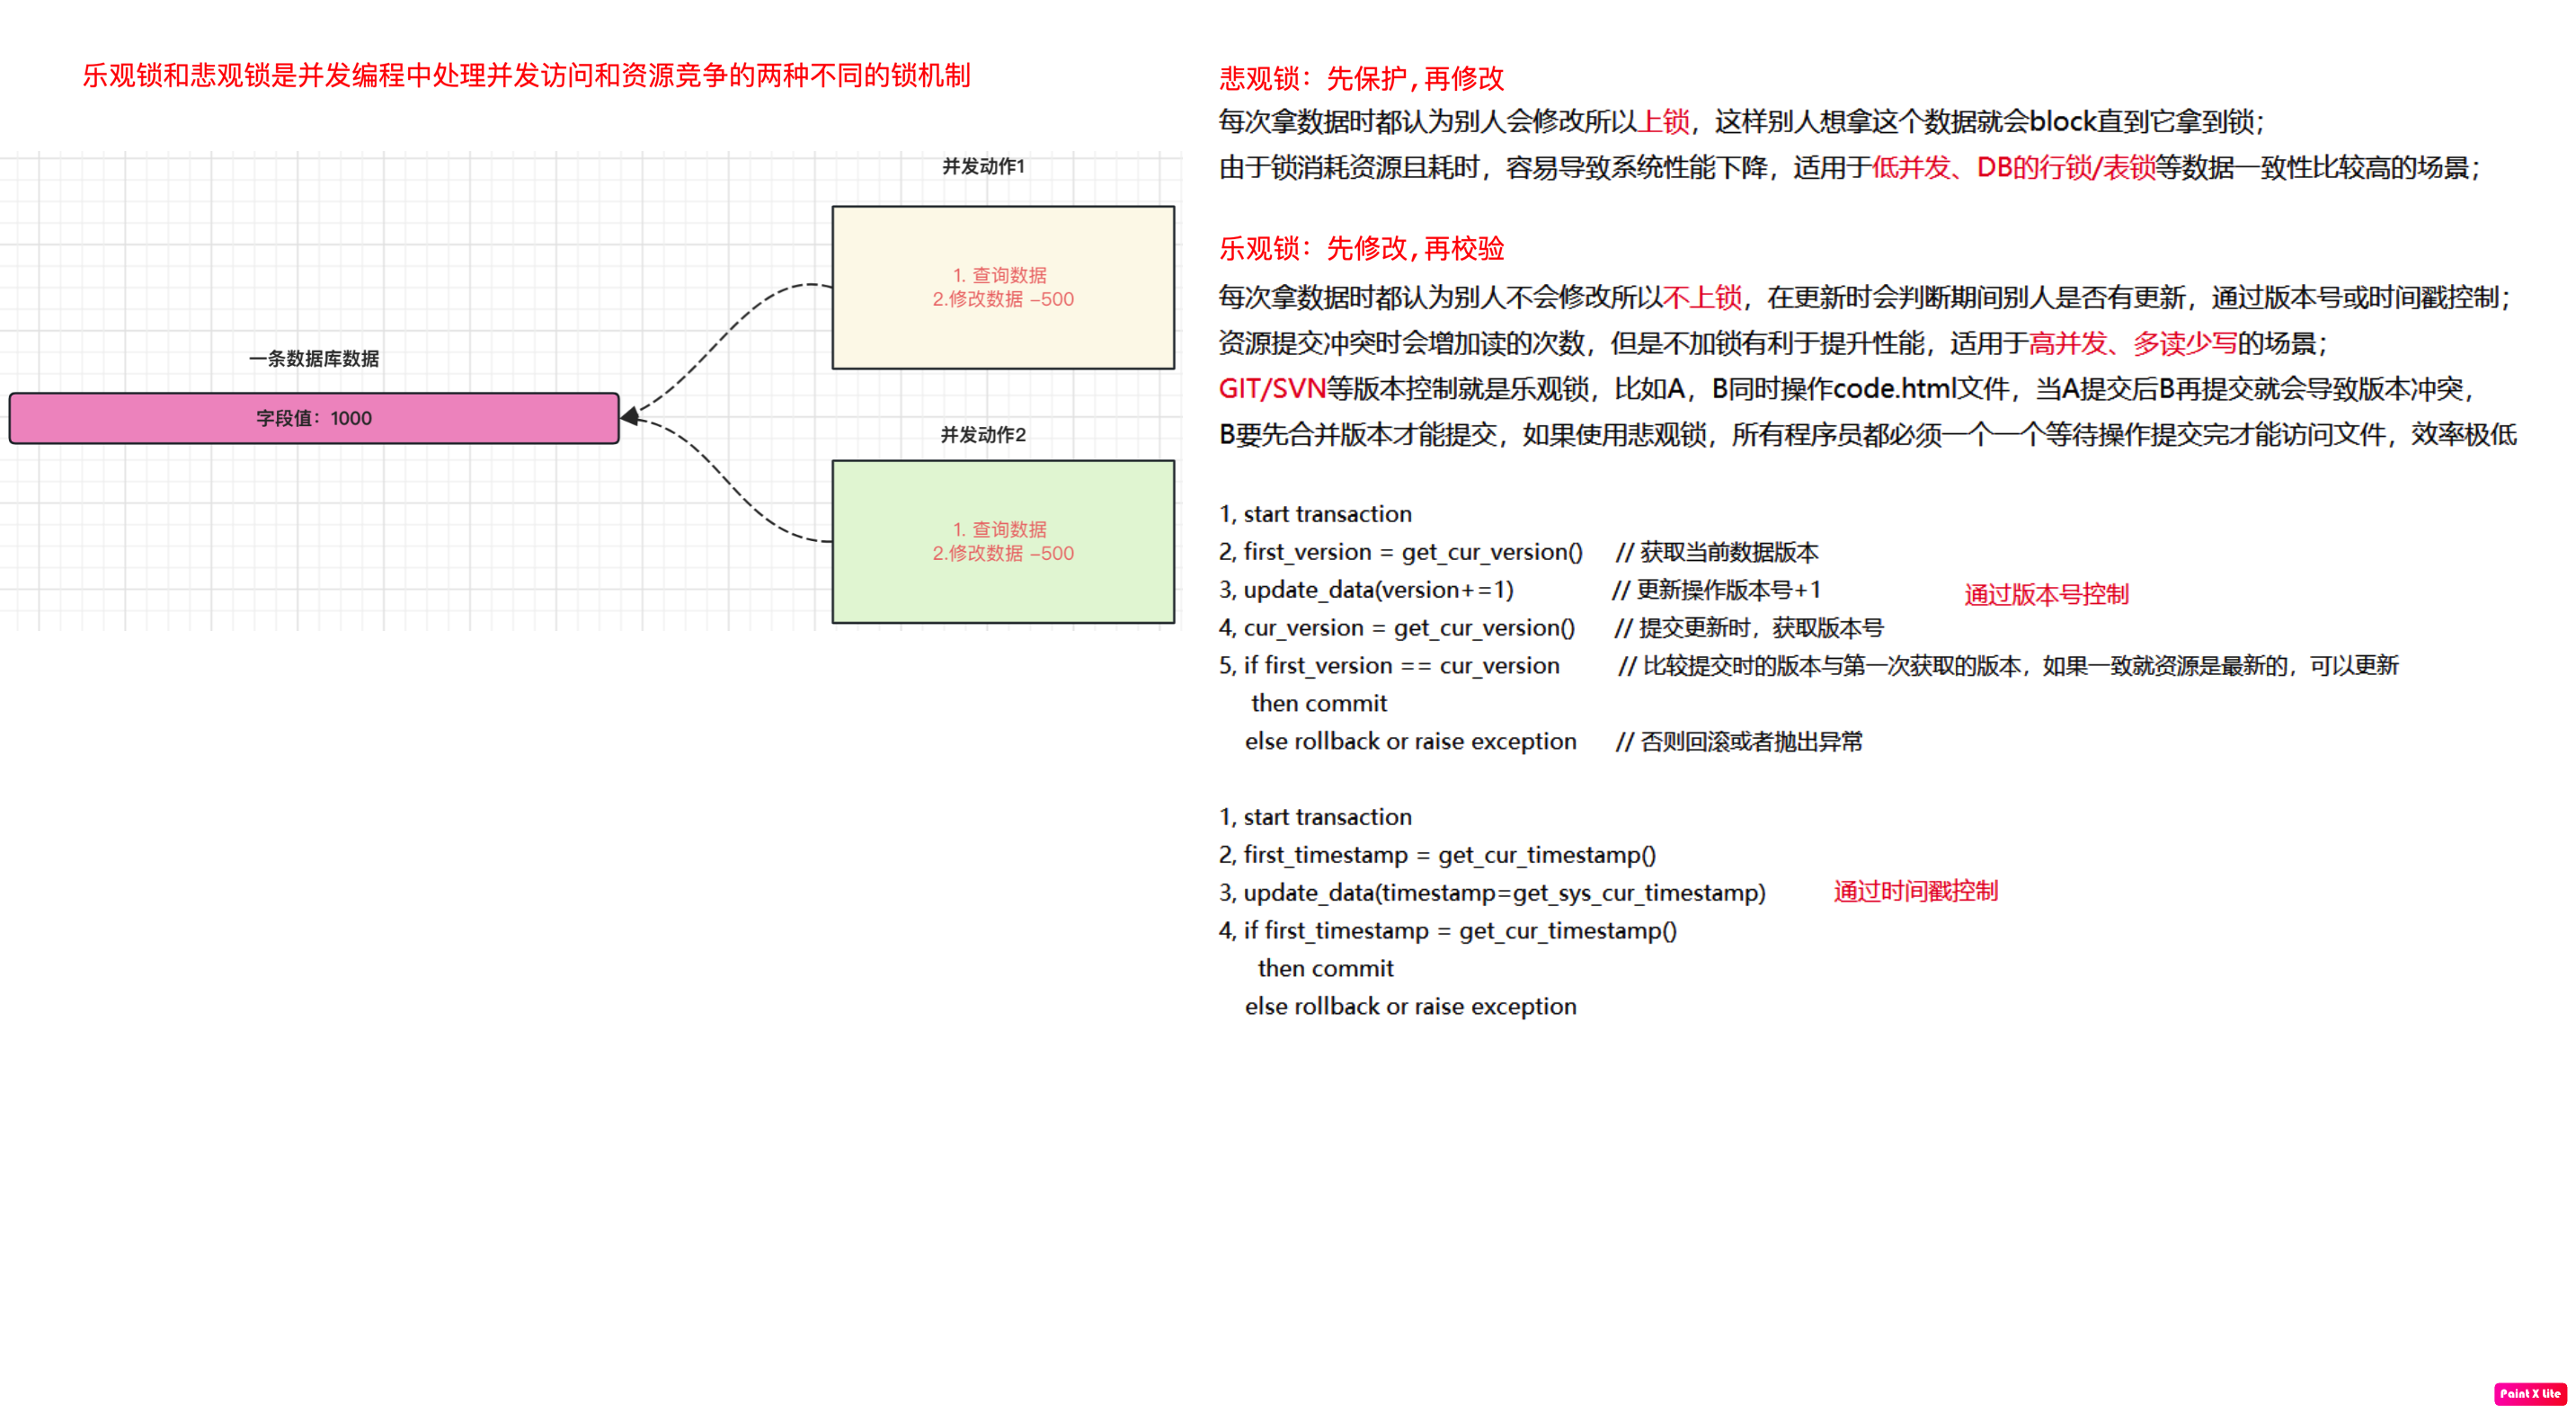 乐观锁和悲观锁是并发编程中处理并发访问和资源竞争的两种不同的锁机制
并发动作1
1. 查询数据
2.修改数据 -500
一条数据库数据
字段值：1000
并发动作2
1. 查询数据
2.修改数据 -500
悲观锁：先保护,再修改
每次拿数据时都认为别人会修改所以上锁，这样别人想拿这个数据就会block直到它拿到锁；
由于锁消耗资源且耗时，容易导致系统性能下降，适用于低并发、DB的行锁/表锁等数据一致性比较高的场景；
乐观锁：先修改,再校验
每次拿数据时都认为别人不会修改所以不上锁，在更新时会判断期间别人是否有更新，通过版本号或时间戳控制；
资源提交冲突时会增加读的次数，但是不加锁有利于提升性能，适用于高并发、多读少写的场景；
GIT/SVN等版本控制就是乐观锁，比如A，B同时操作code.html文件，当A提交后B再提交就会导致版本冲突，
B要先合并版本才能提交，如果使用悲观锁，所有程序员都必须一个一个等待操作提交完才能访问文件，效率极低
1, start transaction
2, first_version = get_cur_version() // 获取当前数据版本
3, update_data(version+=1) // 更新操作版本号+1
通过版本号控制
4, cur_version = get_cur_version() // 提交更新时，获取版本号
5, if first_version == cur_version // 比较提交时的版本与第一次获取的版本，如果一致就资源是最新的，可以更新
then commit
else rollback or raise exception // 否则回滚或者抛出异常
1, start transaction
2, first_timestamp = get_cur_timestamp()
3, update_data(timestamp=get_sys_cur_timestamp)
通过时间戳控制
4, if first_timestamp = get_cur_timestamp()
then commit
else rollback or raise exception
Paint X Lite